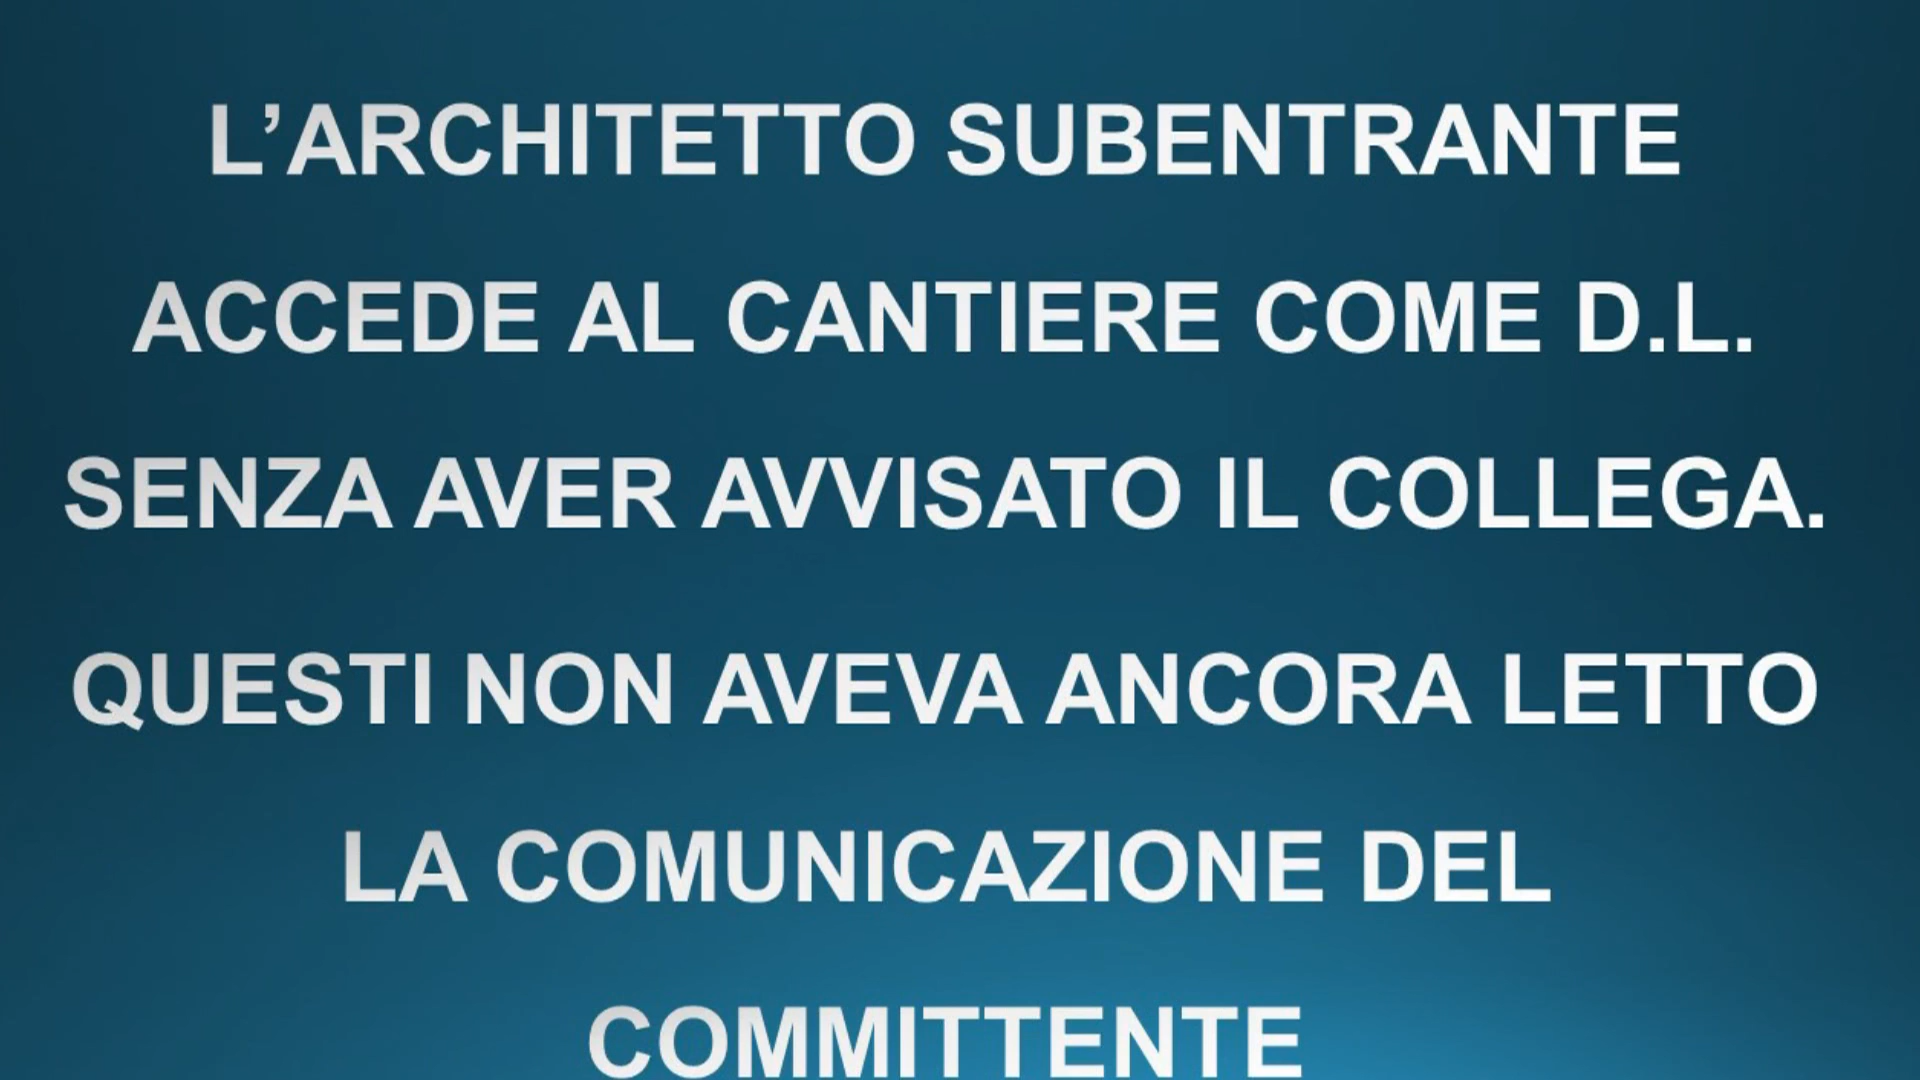 L’ARCHITETTO SUBENTRANTE
ACCEDE AL CANTIERE COME D.L.
SENZA AVER AVVISATO IL COLLEGA.
QUESTI NON AVEVA ANCORA LETTO
LA COMUNICAZIONE DEL
COMMITTENTE